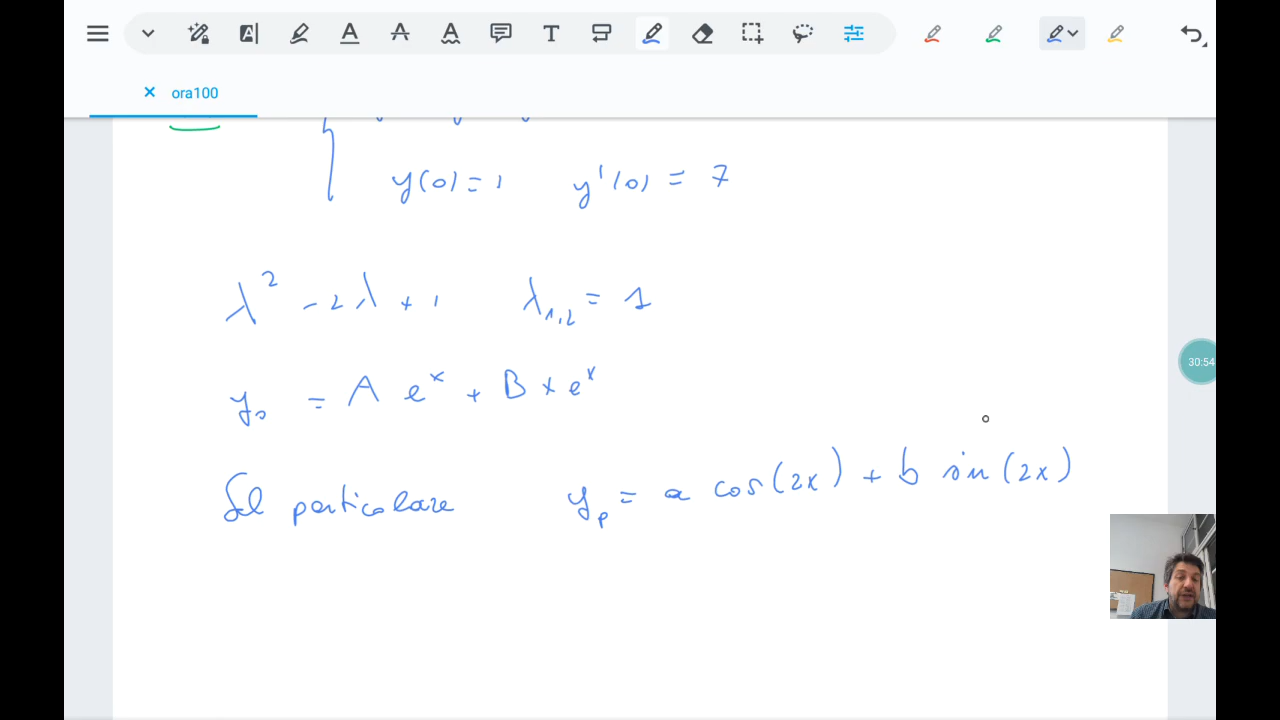 ora100
y(0) = 1 y'(0) = 7
λ² - 2λ + 1 λ₁,₂ = 1
y₀ = A eˣ + B x eˣ
30:54
Sol particolare yₚ = a cos(2x) + b sin(2x)